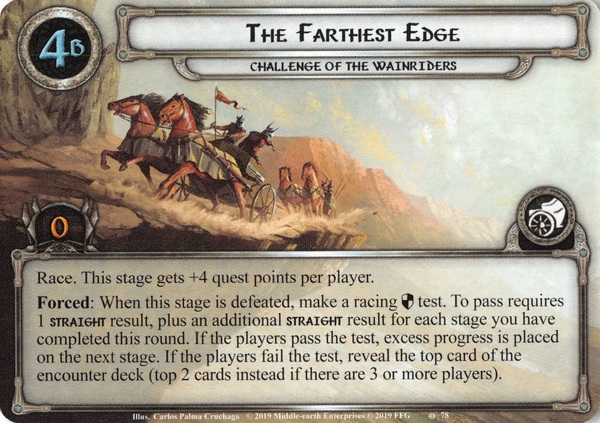 4B
THE FARTHEST EDGE
CHALLENGE OF THE WAINRIDERS
0
Race. This stage gets +4 quest points per player.
Forced: When this stage is defeated, make a racing test. To pass requires
1 STRAIGHT result, plus an additional STRAIGHT result for each stage you have
completed this round. If the players pass the test, excess progress is placed
on the next stage. If the players fail the test, reveal the top card of the
encounter deck (top 2 cards instead if there are 3 or more players).
Illus. Carlos Palma Cruchaga © 2019 Middle-earth Enterprises © 2019 FFG 78